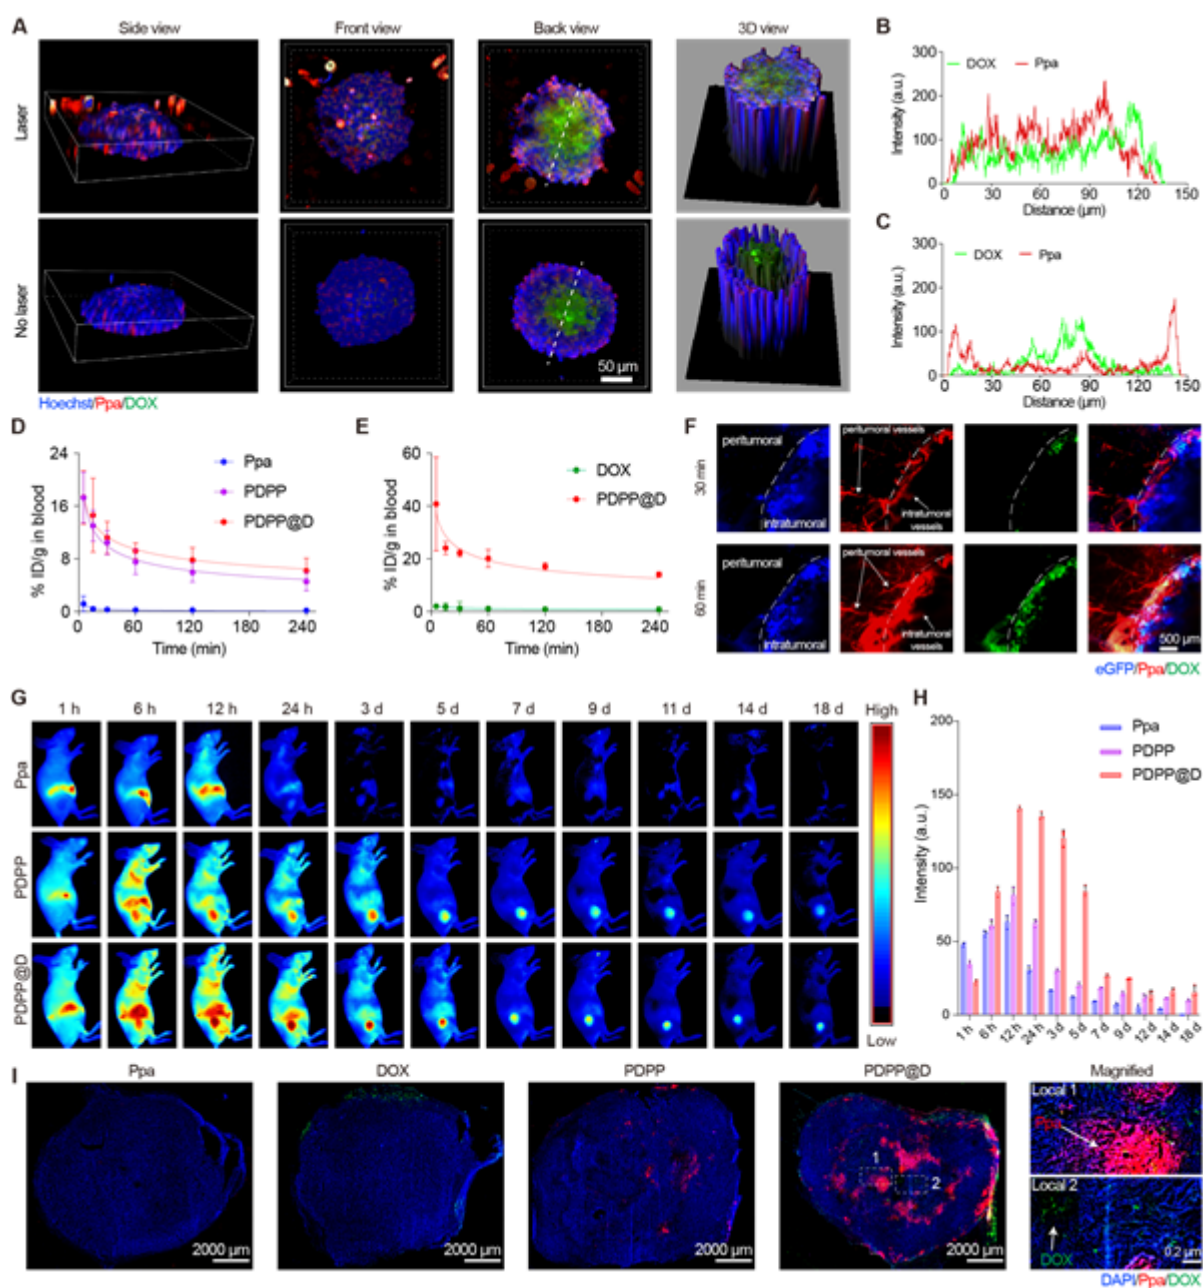 A
Side view Front view Back view 3D view
Laser
No laser
50 µm
Hoechst/Ppa/DOX
B
DOX Ppa
Intensity (a.u.)
300
200
100
0
0 30 60 90 120 150
Distance (µm)
C
DOX Ppa
Intensity (a.u.)
300
200
100
0
0 30 60 90 120 150
Distance (µm)
D
% ID/g in blood
24
16
8
0
Ppa
PDPP
PDPP@D
0 60 120 180 240
Time (min)
E
% ID/g in blood
60
40
20
0
DOX
PDPP@D
0 60 120 180 240
Time (min)
F
30 min
peritumoral
intratumoral
peritumoral vessels
intratumoral
vessels
60 min
peritumoral
intratumoral
peritumoral vessels
intratumoral
vessels
500 µm
eGFP/Ppa/DOX
G
1 h 6 h 12 h 24 h 3 d 5 d 7 d 9 d 11 d 14 d 18 d
Ppa
PDPP
PDPP@D
High
Low
H
Intensity (a.u.)
200
150
100
50
0
Ppa
PDPP
PDPP@D
1 h 6 h 12 h 24 h 3 d 5 d 7 d 9 d 12 d 14 d 18 d
I
Ppa DOX PDPP PDPP@D Magnified
2000 µm 2000 µm 2000 µm 2000 µm
1
2
Local 1
Ppa
Local 2
DOX
0.2 µm
DAPI/Ppa/DOX